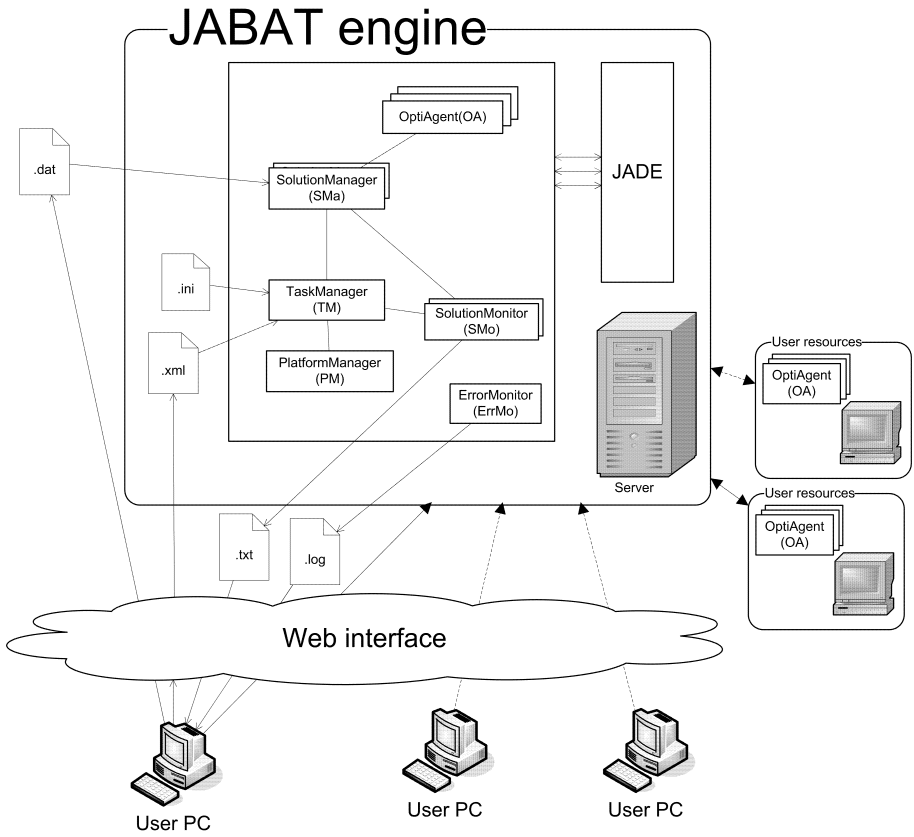 JABAT engine
OptiAgent(OA)
.dat
SolutionManager
(SMa)
JADE
.ini
TaskManager
(TM)
SolutionMonitor
(SMo)
.xml
PlatformManager
(PM)
ErrorMonitor
(ErrMo)
Server
User resources
OptiAgent
(OA)
User resources
OptiAgent
(OA)
.txt
.log
Web interface
User PC
User PC
User PC